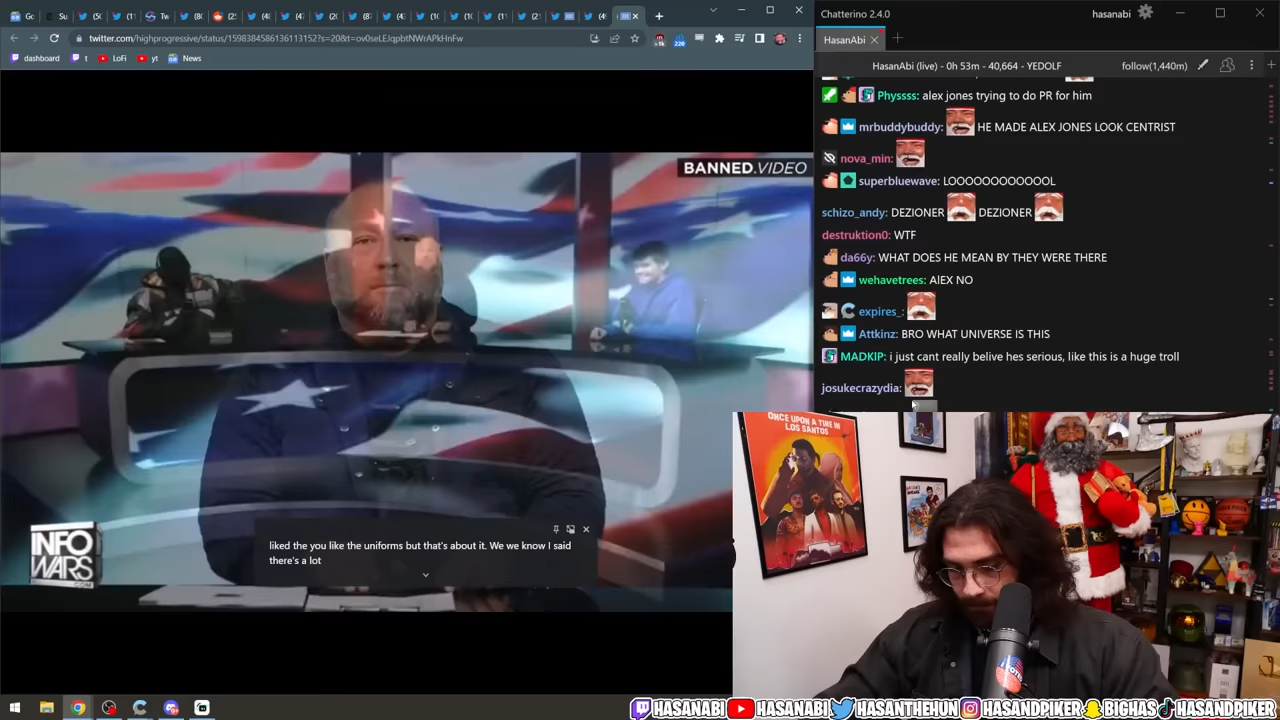 Gc
Su
Tw
twitter.com/highprogressive/status/1598384586136113152?s=20&t=ov0seLEJqpbtNWrAPkHnFw
dashboard
t
LoFi
yt
News
BANNED.VIDEO
INFO
WARS
.COM
liked the you like the uniforms but that's about it. We we know I said
there's a lot
Chatterino 2.4.0
hasanabi
HasanAbi
HasanAbi (live) - 0h 53m - 40,664 - YEDOLF
follow(1,440m)
Physsss: alex jones trying to do PR for him
mrbuddybuddy: HE MADE ALEX JONES LOOK CENTRIST
nova_min:
superbluewave: LOOOOOOOOOOOOL
schizo_andy: DEZIONER DEZIONER
destruktion0: WTF
da66y: WHAT DOES HE MEAN BY THEY WERE THERE
wehavetrees: AlEX NO
expires_:
Attkinz: BRO WHAT UNIVERSE IS THIS
MADKIP: i just cant really belive hes serious, like this is a huge troll
josukecrazydia:
ONCE UPON A TIME IN
LOS SANTOS
HASANABI
HASANABI
HASANTHEHUN
HASANDPIKER
BIGHAS
HASANDPIKER